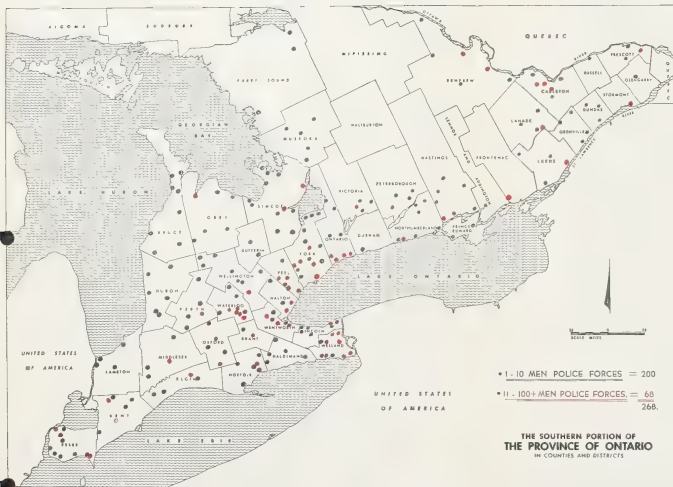 ALGOMA
SUDBURY
QUEBEC
NIPISSING
PARRY SOUND
RENFREW
PRESCOTT
RUSSELL
GLENGARRY
CARLETON
STORMONT
DUNDAS
LANARK
GRENVILLE
LEEDS
GEORGIAN
BAY
MUSKOKA
HALIBURTON
HASTINGS
LENNOX AND ADDINGTON
FRONTENAC
LAKE HURON
VICTORIA
PETERBOROUGH
SIMCOE
GREY
BRUCE
NORTHUMBERLAND
PRINCE
EDWARD
ONTARIO
DURHAM
DUFFERIN
YORK
PEEL
WELLINGTON
LAKE ONTARIO
HURON
HALTON
PERTH
WATERLOO
WENTWORTH
LINCOLN
OXFORD
BRANT
WELLAND
HALDIMAND
MIDDLESEX
NORFOLK
ELGIN
LAMBTON
KENT
ESSEX
LAKE ERIE
UNITED STATES
OF AMERICA
UNITED STATES
OF AMERICA
SCALE MILES
1 - 10 MEN POLICE FORCES = 200
11 - 100+ MEN POLICE FORCES. = 68
268.
THE SOUTHERN PORTION OF
THE PROVINCE OF ONTARIO
IN COUNTIES AND DISTRICTS